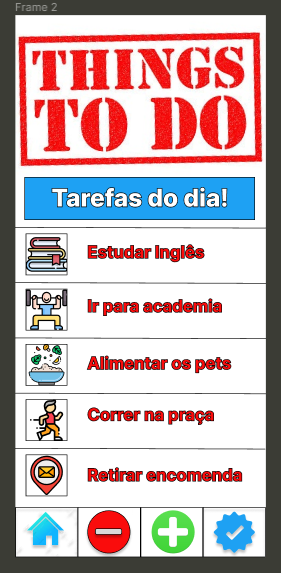 Frame 2
THINGS
TO DO
Tarefas do dia!
Estudar Inglês
Ir para academia
Alimentar os pets
Correr na praça
Retirar encomenda